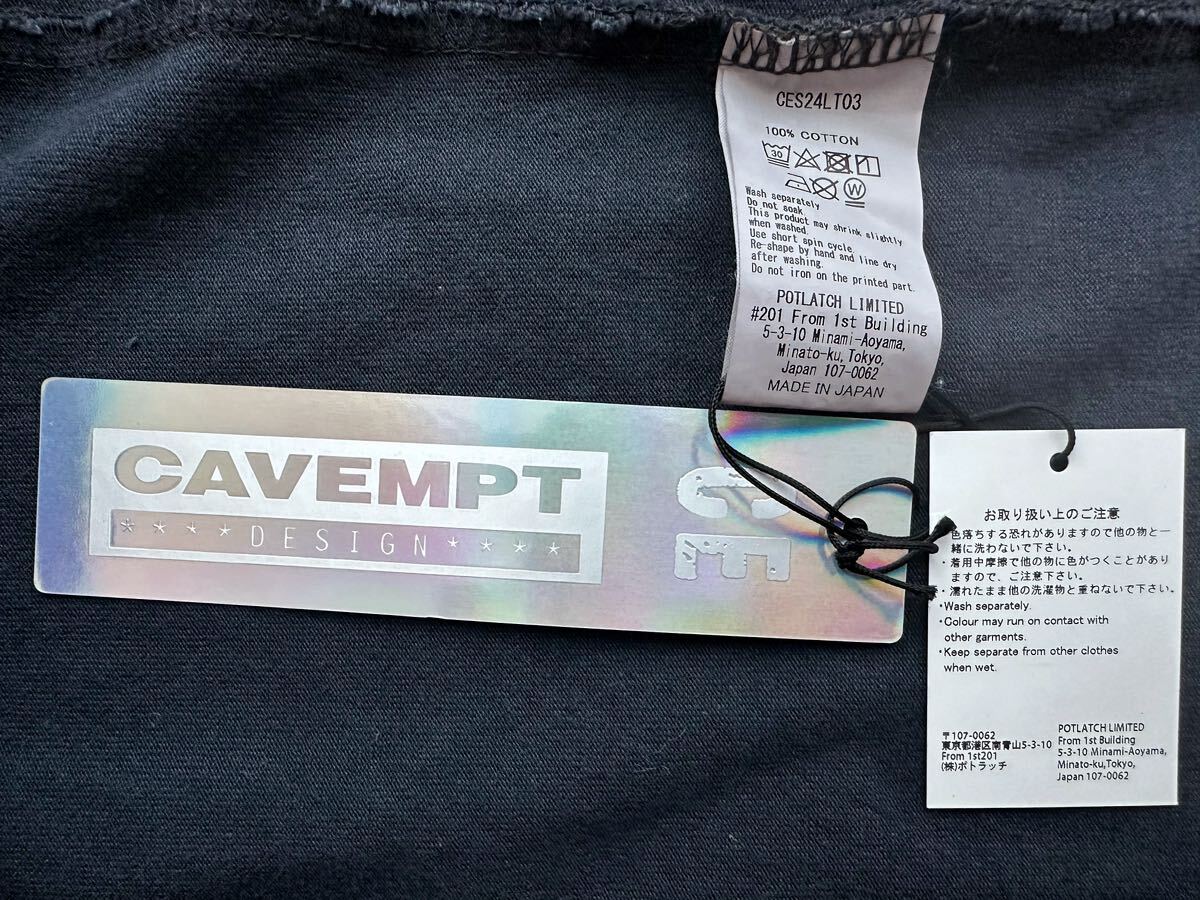 CES24LT03
100% COTTON
30
1
W
Wash separately
Do not soak
This product may shrink slightly
when washed.
Use short spin cycle.
Re-shape by hand and line dry
after washing.
Do not iron on the printed part.
POTLATCH LIMITED
#201 From 1st Building
5-3-10 Minami-Aoyama,
Minato-ku, Tokyo,
Japan 107-0062
MADE IN JAPAN
CAVEMPT
****DESIGN****
C
E
お取り扱い上のご注意
色落ちする恐れがありますので他の物と一
緒に洗わないで下さい。
・着用中摩擦で他の物に色がつくことがあり
ますので、ご注意下さい。
・濡れたまま他の洗濯物と重ねないで下さい。
・Wash separately.
・Colour may run on contact with
other garments.
・Keep separate from other clothes
when wet.
〒107-0062
東京都港区南青山5-3-10
From 1st201
(株)ポトラッチ
POTLATCH LIMITED
From 1st Building
5-3-10 Minami-Aoyama,
Minato-ku,Tokyo,
Japan 107-0062